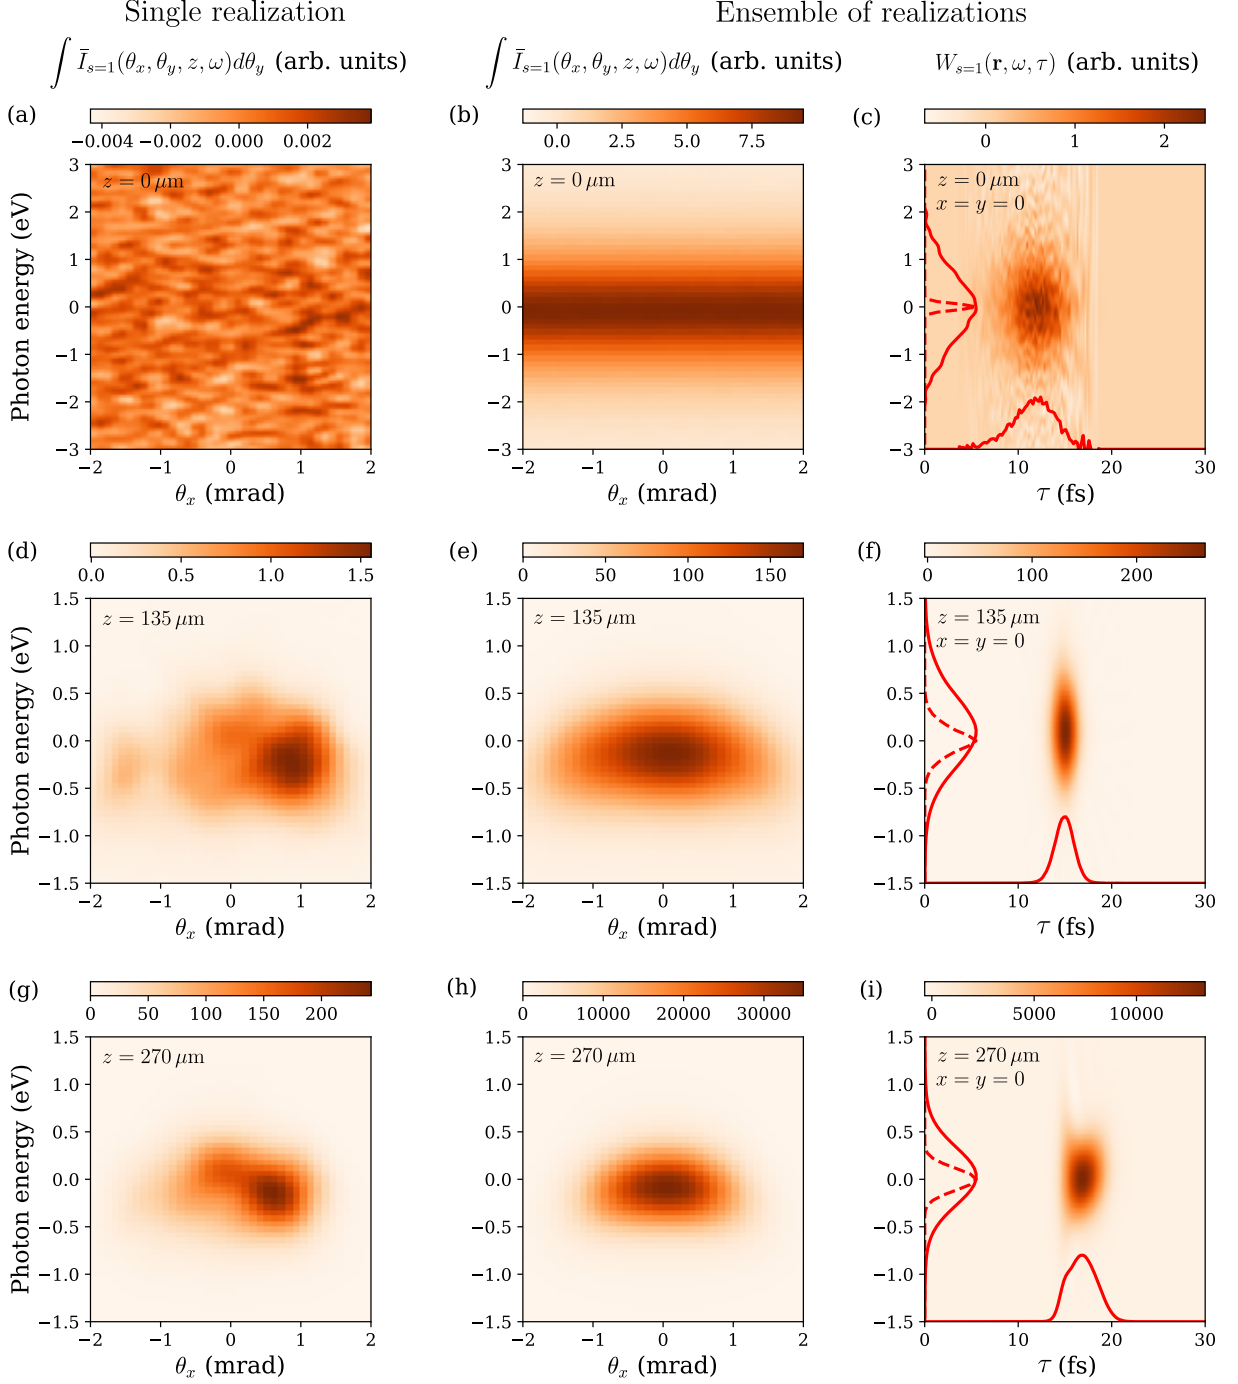 Single realization
Ensemble of realizations
∫ Ī_{s=1}(θ_x, θ_y, z, ω)dθ_y (arb. units)
∫ Ī_{s=1}(θ_x, θ_y, z, ω)dθ_y (arb. units)
W_{s=1}(r, ω, τ) (arb. units)
(a)
−0.004 −0.002 0.000 0.002
z = 0 μm
Photon energy (eV)
3
2
1
0
−1
−2
−3
−2 −1 0 1 2
θ_x (mrad)
(b)
0.0 2.5 5.0 7.5
z = 0 μm
3
2
1
0
−1
−2
−3
−2 −1 0 1 2
θ_x (mrad)
(c)
0 1 2
z = 0 μm
x = y = 0
3
2
1
0
−1
−2
−3
0 10 20 30
τ (fs)
(d)
0.0 0.5 1.0 1.5
z = 135 μm
Photon energy (eV)
1.5
1.0
0.5
0.0
−0.5
−1.0
−1.5
−2 −1 0 1 2
θ_x (mrad)
(e)
0 50 100 150
z = 135 μm
1.5
1.0
0.5
0.0
−0.5
−1.0
−1.5
−2 −1 0 1 2
θ_x (mrad)
(f)
0 100 200
z = 135 μm
x = y = 0
1.5
1.0
0.5
0.0
−0.5
−1.0
−1.5
0 10 20 30
τ (fs)
(g)
0 50 100 150 200
z = 270 μm
Photon energy (eV)
1.5
1.0
0.5
0.0
−0.5
−1.0
−1.5
−2 −1 0 1 2
θ_x (mrad)
(h)
0 10000 20000 30000
z = 270 μm
1.5
1.0
0.5
0.0
−0.5
−1.0
−1.5
−2 −1 0 1 2
θ_x (mrad)
(i)
0 5000 10000
z = 270 μm
x = y = 0
1.5
1.0
0.5
0.0
−0.5
−1.0
−1.5
0 10 20 30
τ (fs)